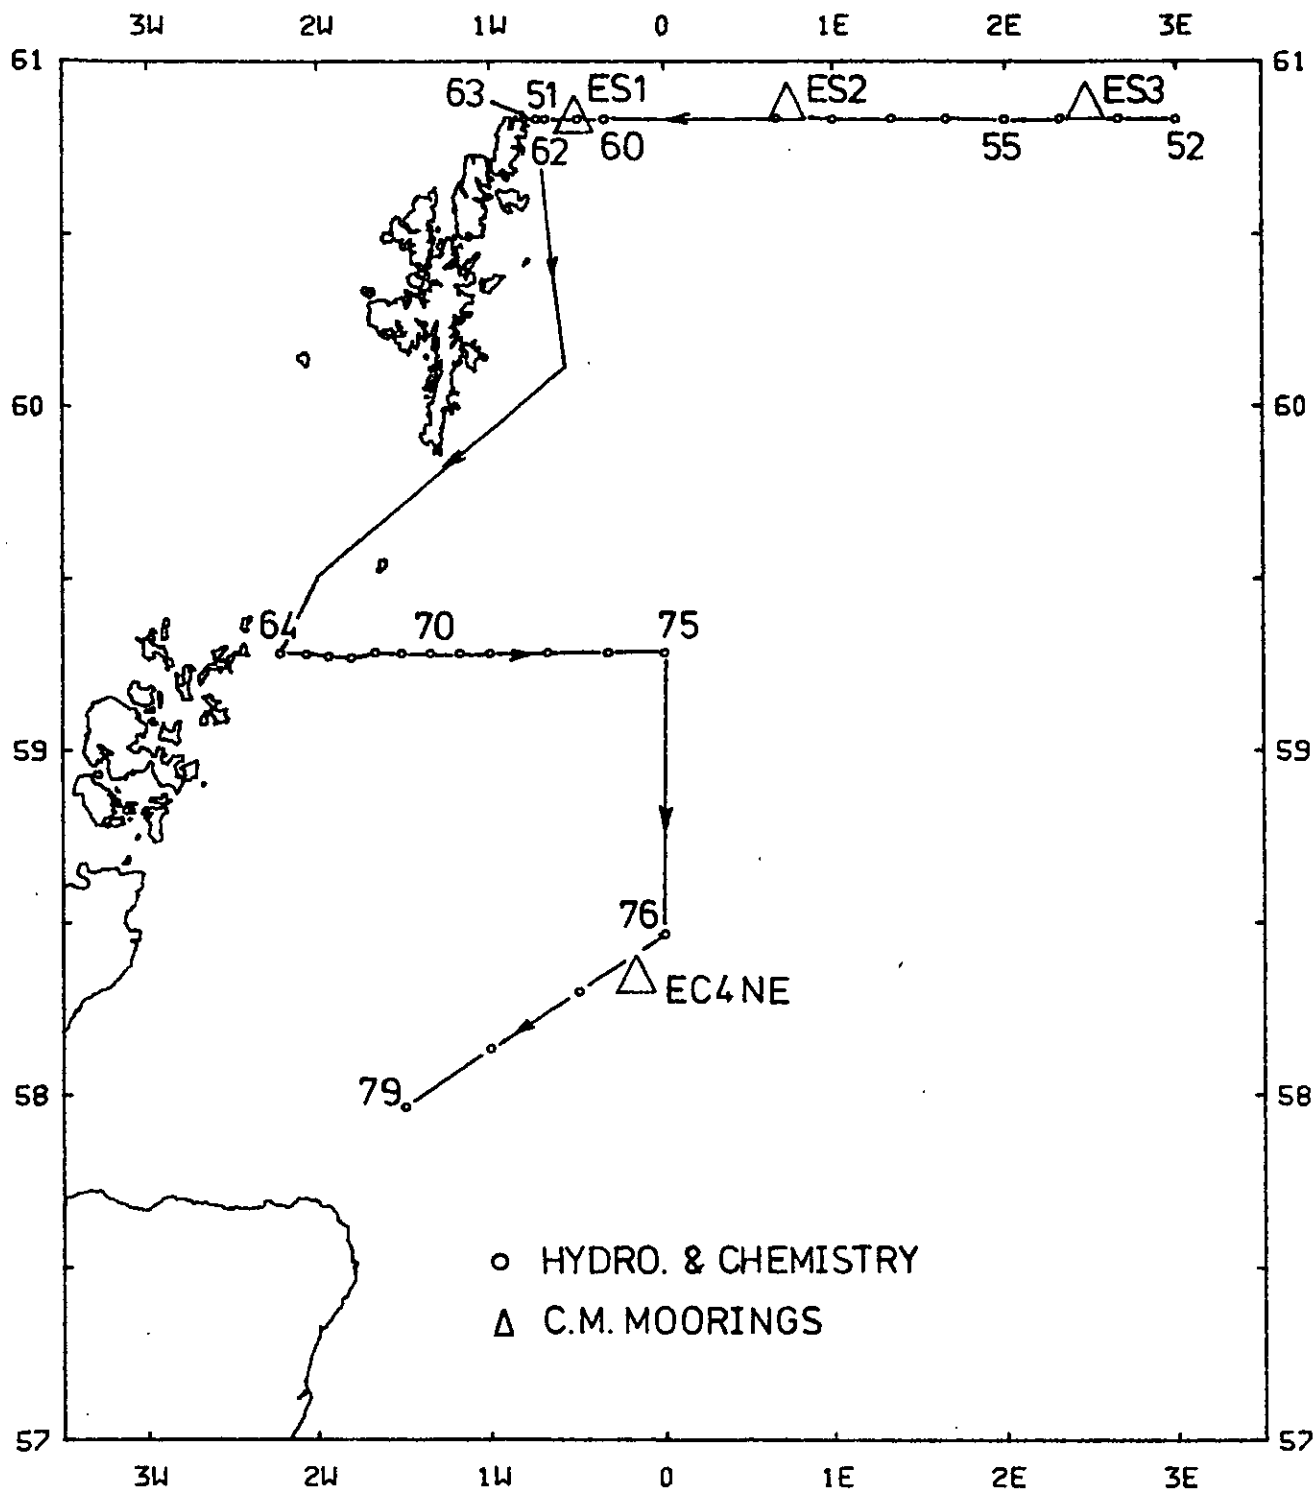 3W 2W 1W 0 1E 2E 3E
61 61
63 51 ES1 ES2 ES3
62 60 55 52
60 60
64 70 75
59 59
76
EC4NE
79
58 58
o HYDRO. & CHEMISTRY
Δ C.M. MOORINGS
57 57
3W 2W 1W 0 1E 2E 3E